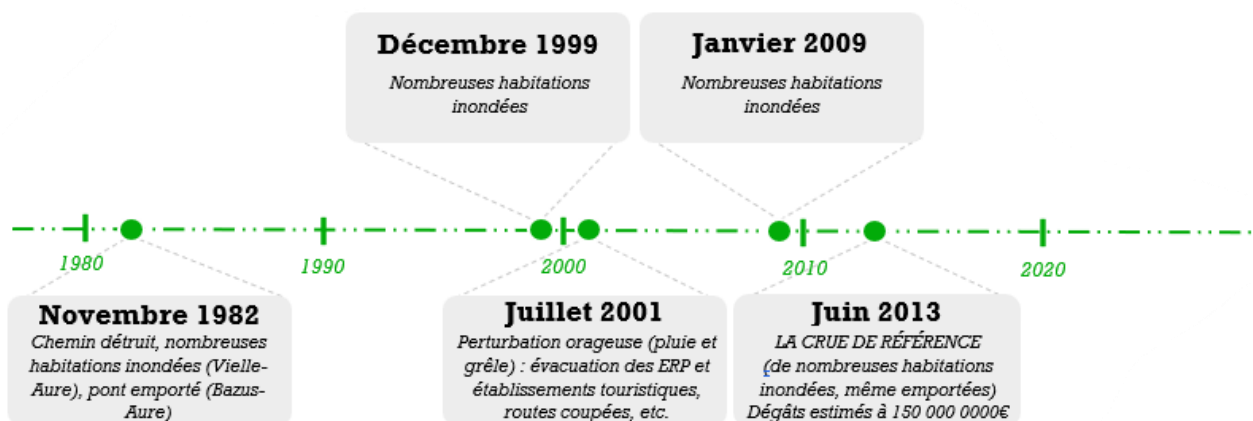 Décembre 1999
Nombreuses habitations
inondées
Janvier 2009
Nombreuses habitations
inondées
1980
1990
2000
2010
2020
Novembre 1982
Chemin détruit, nombreuses
habitations inondées (Vielle-
Aure), pont emporté (Bazus-
Aure)
Juillet 2001
Perturbation orageuse (pluie et
grêle) : évacuation des ERP et
établissements touristiques,
routes coupées, etc.
Juin 2013
LA CRUE DE RÉFÉRENCE
(de nombreuses habitations
inondées, même emportées)
Dégâts estimés à 150 000 0000€